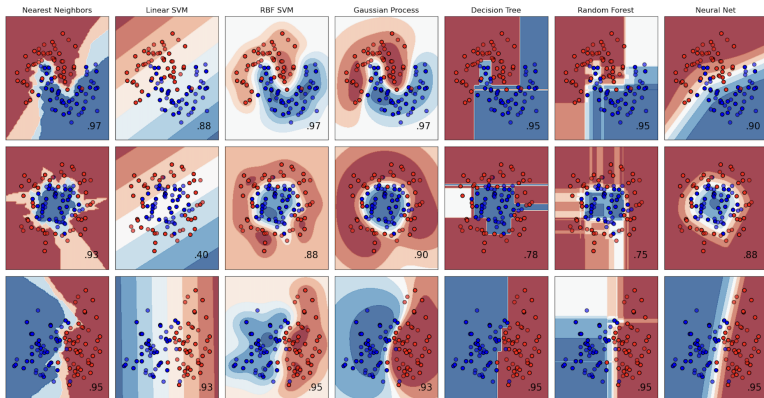 Nearest Neighbors Linear SVM RBF SVM Gaussian Process Decision Tree Random Forest Neural Net
.97 .88 .97 .97 .95 .95 .90
.93 .40 .88 .90 .78 .75 .88
.95 .93 .95 .93 .95 .95 .95